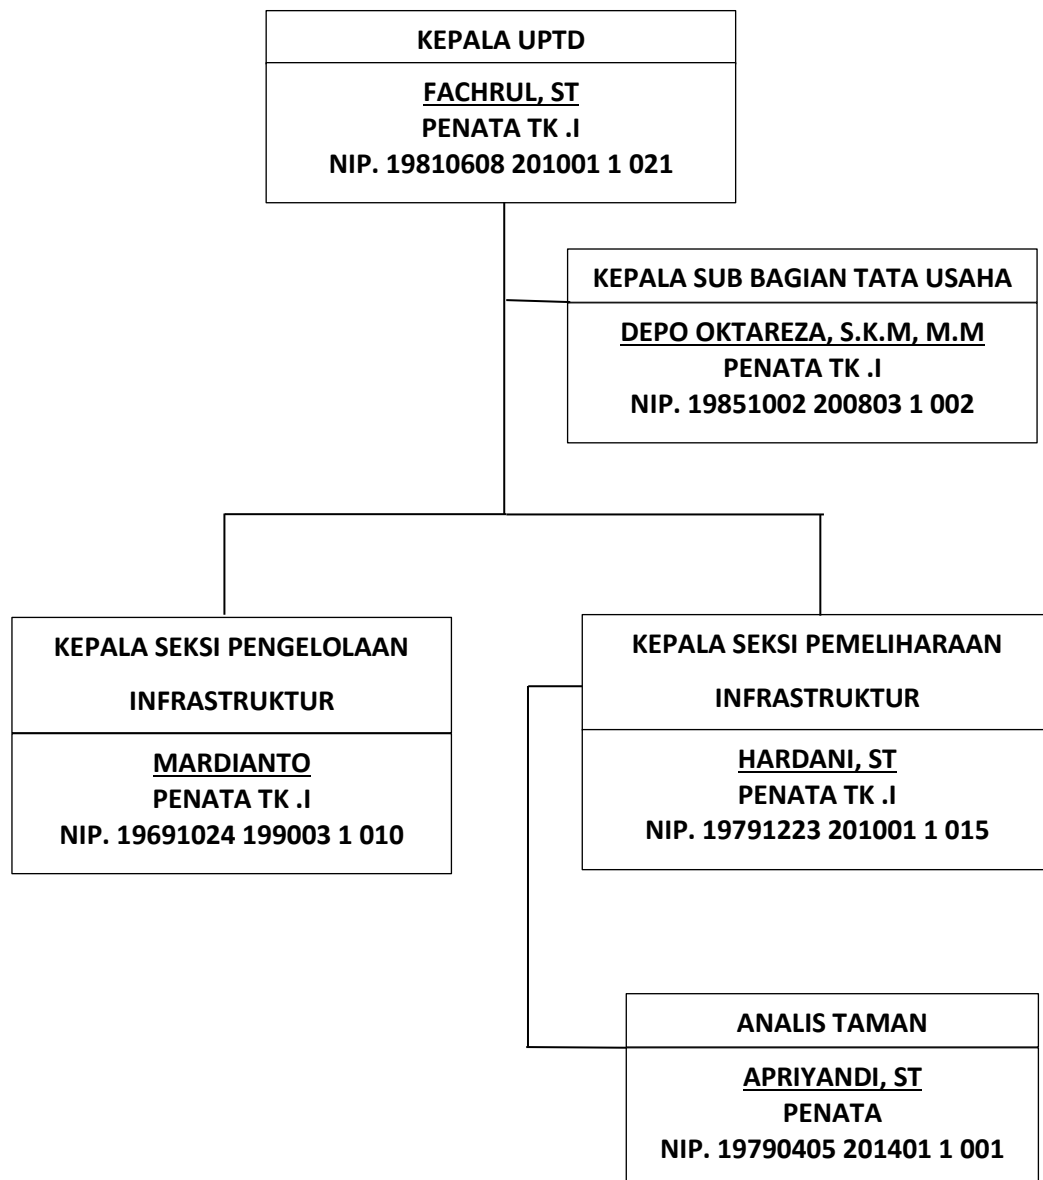 KEPALA UPTD
FACHRUL, ST
PENATA TK .I
NIP. 19810608 201001 1 021
KEPALA SUB BAGIAN TATA USAHA
DEPO OKTAREZA, S.K.M, M.M
PENATA TK .I
NIP. 19851002 200803 1 002
KEPALA SEKSI PENGELOLAAN
INFRASTRUKTUR
MARDIANTO
PENATA TK .I
NIP. 19691024 199003 1 010
KEPALA SEKSI PEMELIHARAAN
INFRASTRUKTUR
HARDANI, ST
PENATA TK .I
NIP. 19791223 201001 1 015
ANALIS TAMAN
APRIYANDI, ST
PENATA
NIP. 19790405 201401 1 001